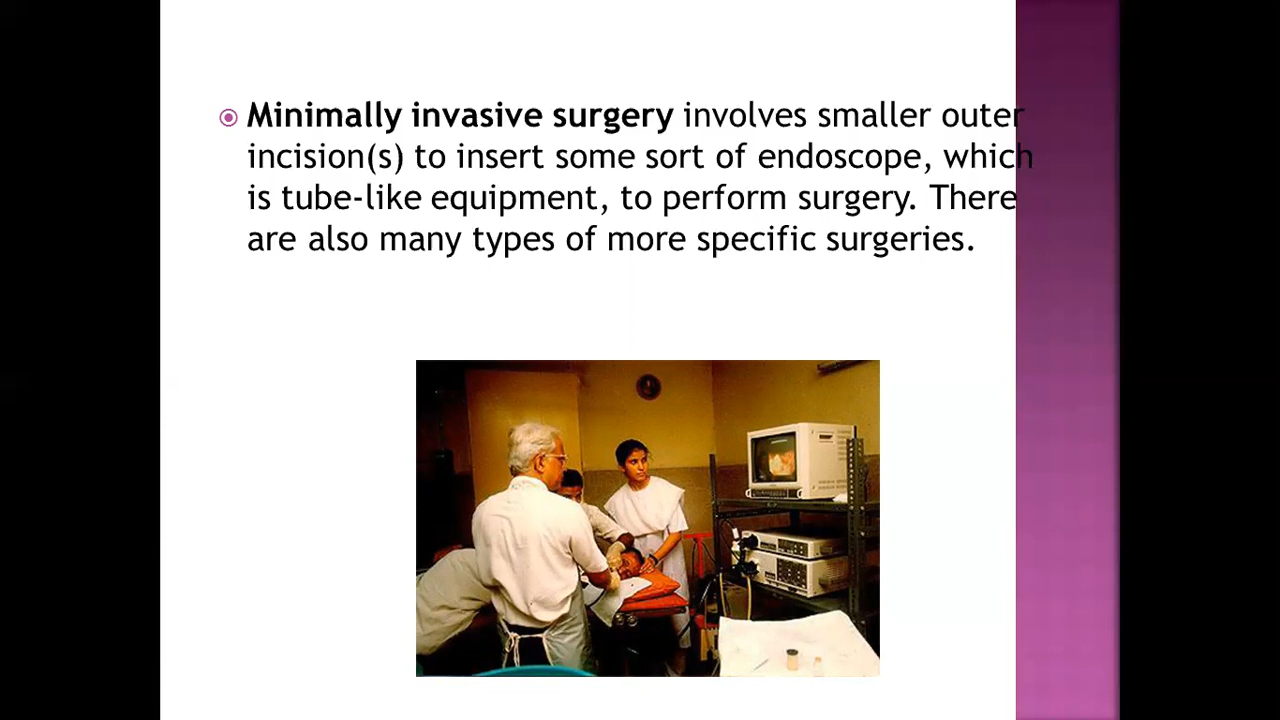 Minimally invasive surgery involves smaller outer
incision(s) to insert some sort of endoscope, which
is tube-like equipment, to perform surgery. There
are also many types of more specific surgeries.